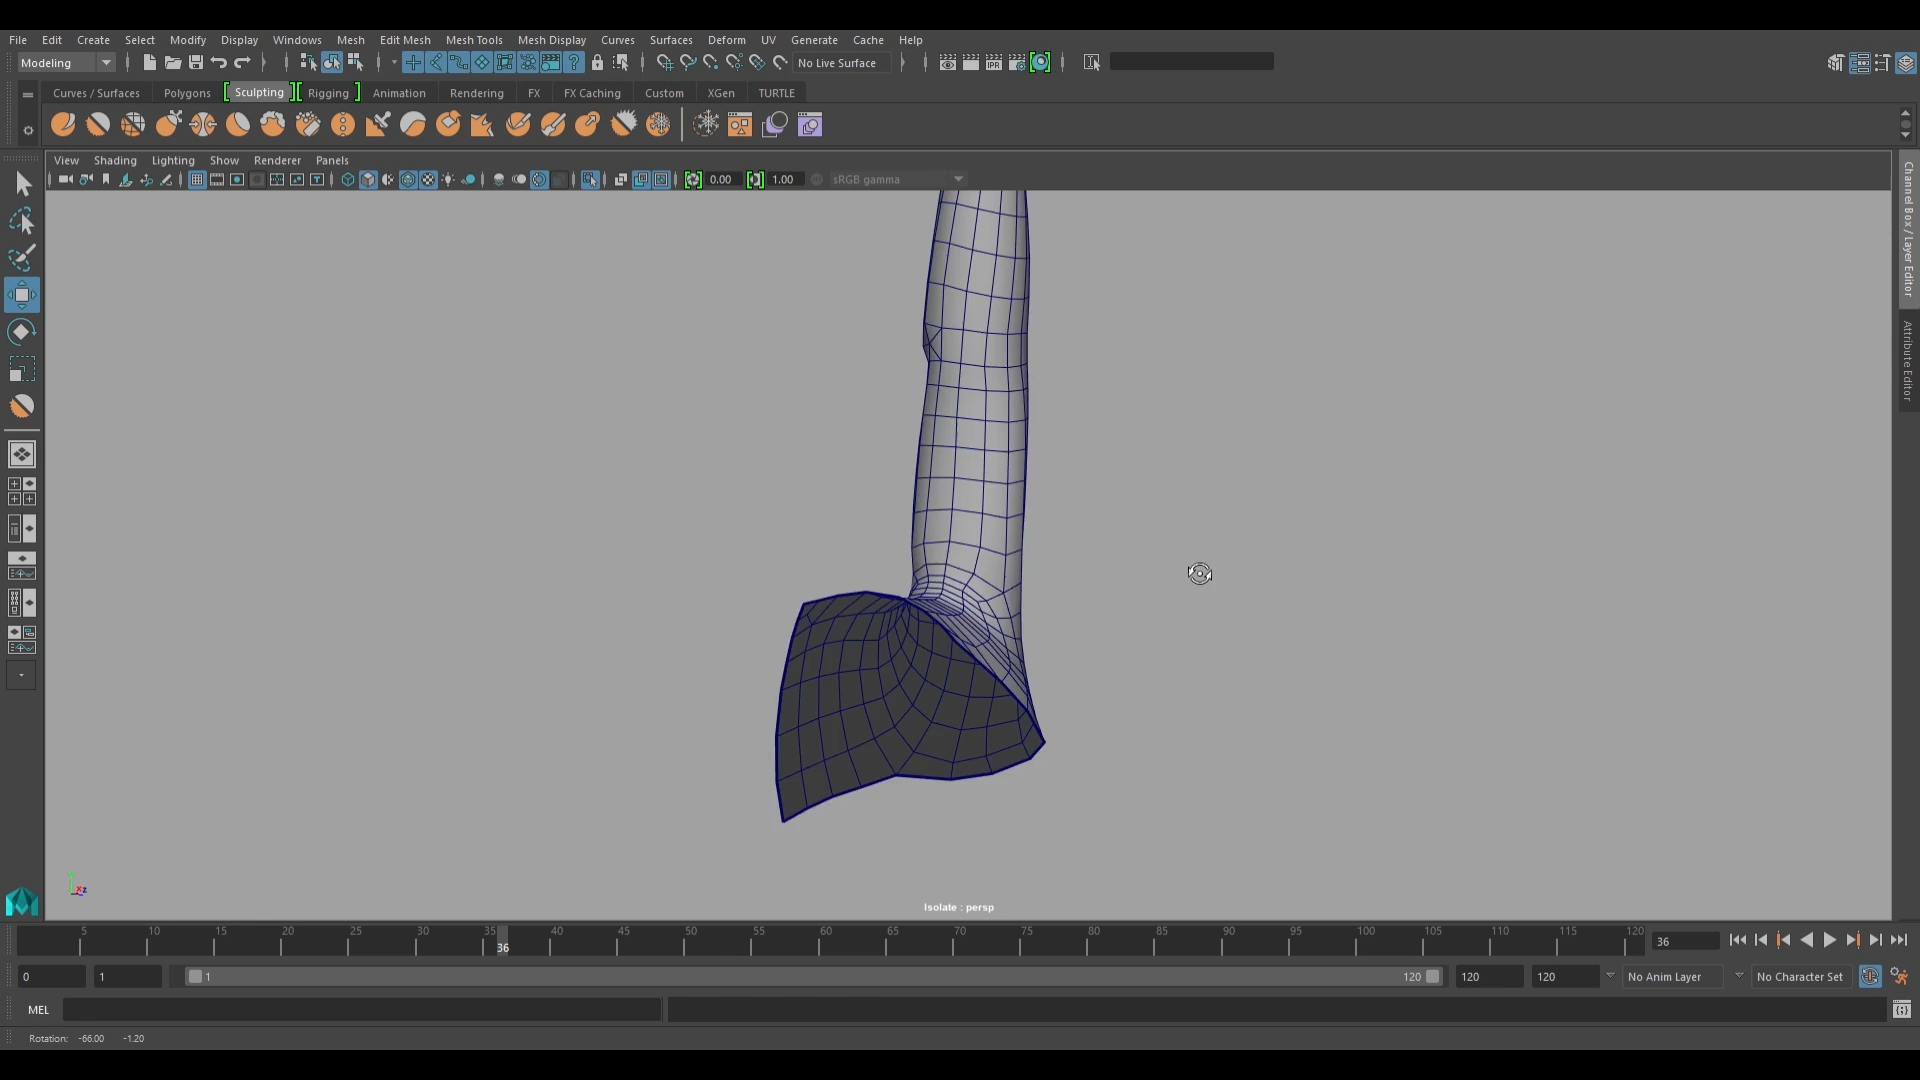 File Edit Create Select Modify Display Windows Mesh Edit Mesh Mesh Tools Mesh Display Curves Surfaces Deform UV Generate Cache Help
Modeling IPR No Live Surface
Curves / Surfaces Polygons Sculpting Rigging Animation Rendering FX FX Caching Custom XGen TURTLE
View Shading Lighting Show Renderer Panels
0.00 1.00 sRGB gamma
Channel Box / Layer Editor
Attribute Editor
Isolate : persp
5 10 15 20 25 30 35 40 45 50 55 60 65 70 75 80 85 90 95 100 105 110 115 120
36 36
0 1 1 120 120 120 No Anim Layer No Character Set
MEL
Rotation: -66.00 -1.20